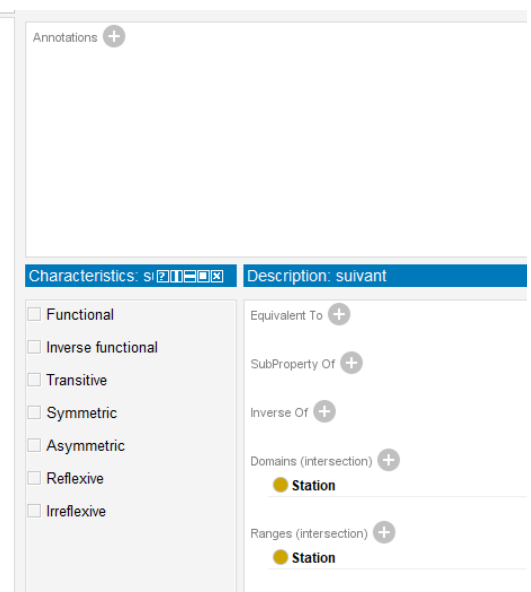 Annotations
Characteristics: su
Description: suivant
Functional
Inverse functional
Transitive
Symmetric
Asymmetric
Reflexive
Irreflexive
Equivalent To
SubProperty Of
Inverse Of
Domains (intersection)
Station
Ranges (intersection)
Station